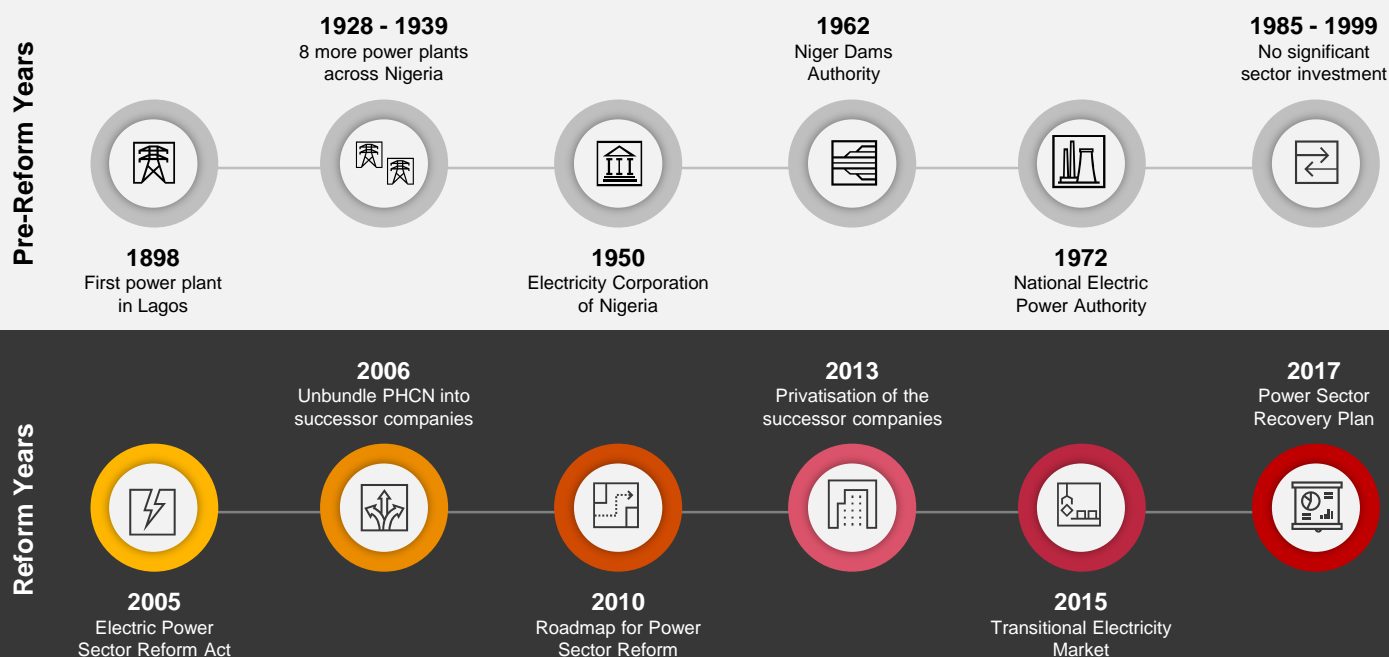 Pre-Reform Years
1898
First power plant
in Lagos
1928 - 1939
8 more power plants
across Nigeria
1950
Electricity Corporation
of Nigeria
1962
Niger Dams
Authority
1972
National Electric
Power Authority
1985 - 1999
No significant
sector investment
Reform Years
2005
Electric Power
Sector Reform Act
2006
Unbundle PHCN into
successor companies
2010
Roadmap for Power
Sector Reform
2013
Privatisation of the
successor companies
2015
Transitional Electricity
Market
2017
Power Sector
Recovery Plan